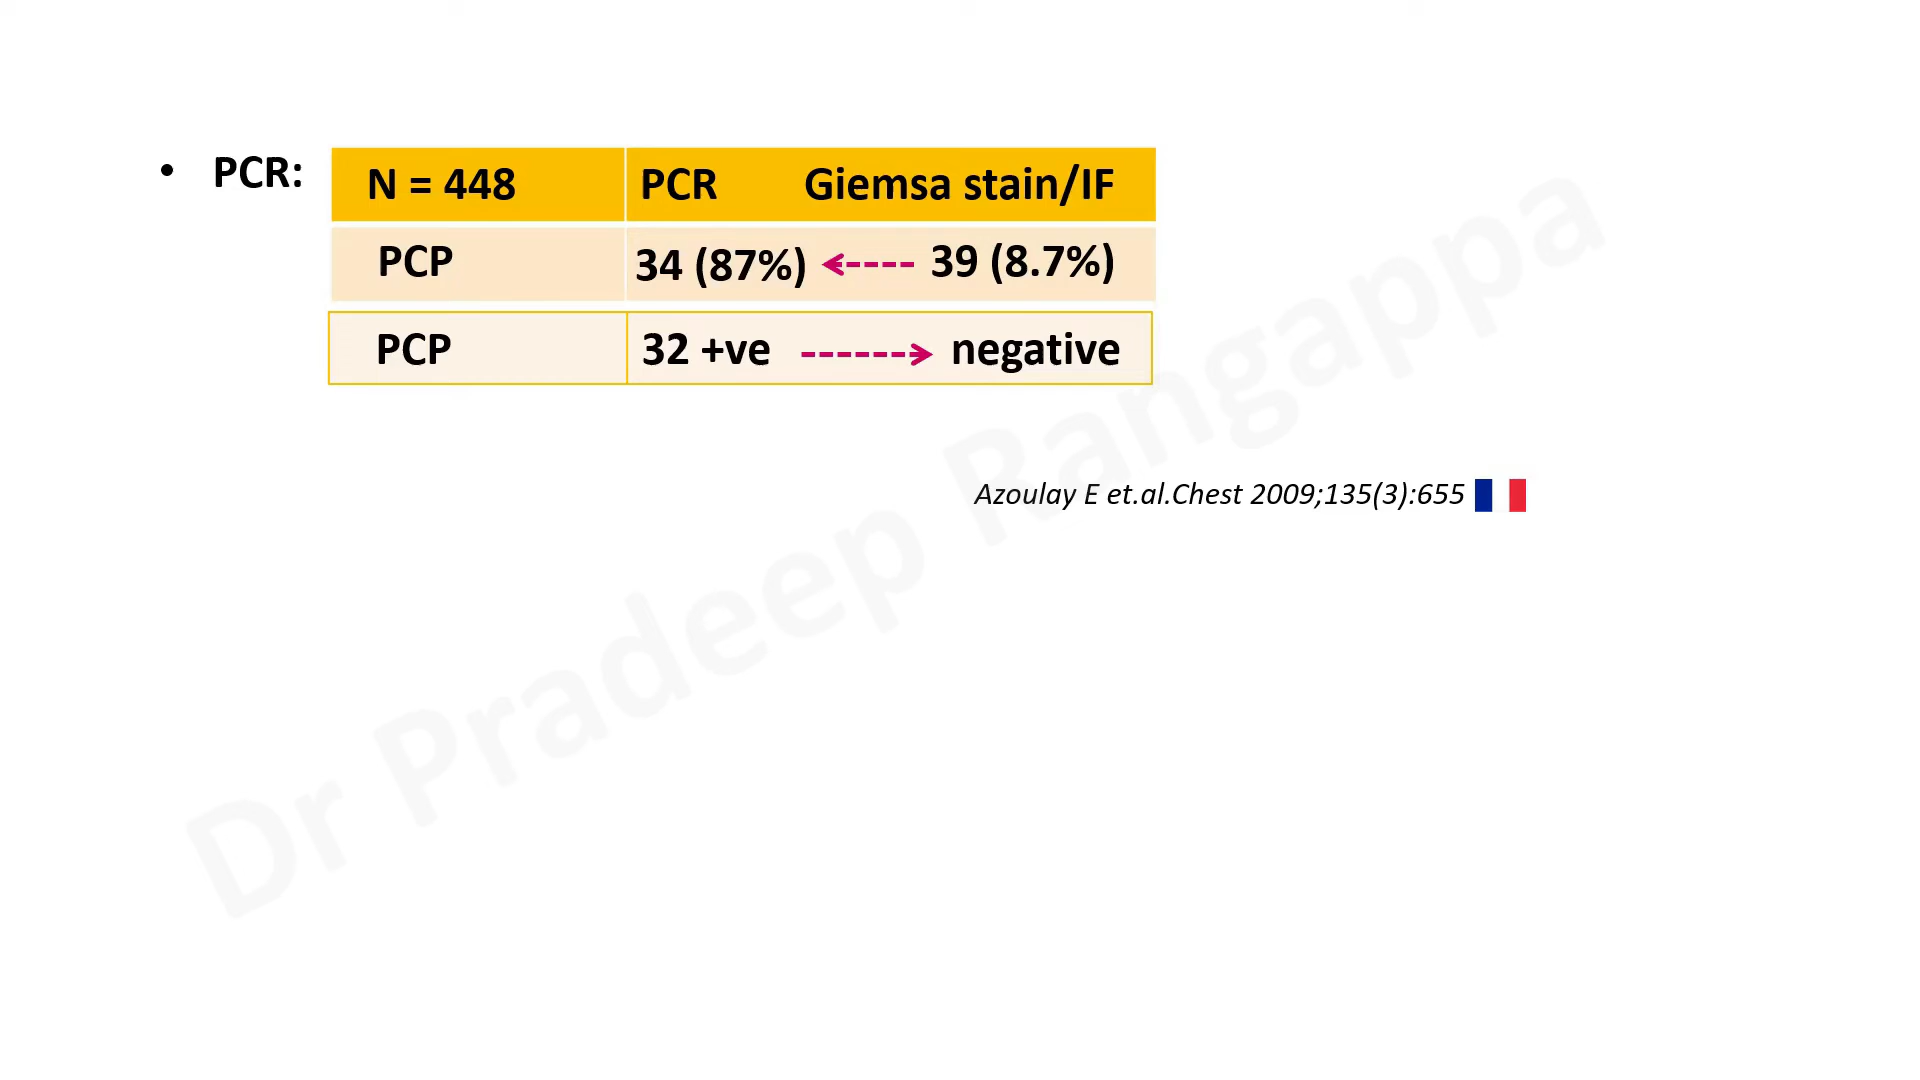 • PCR:
N = 448 PCR Giemsa stain/IF
PCP 34 (87%) 39 (8.7%)
PCP 32 +ve negative
Azoulay E et.al.Chest 2009;135(3):655
Dr Pradeep Rangappa